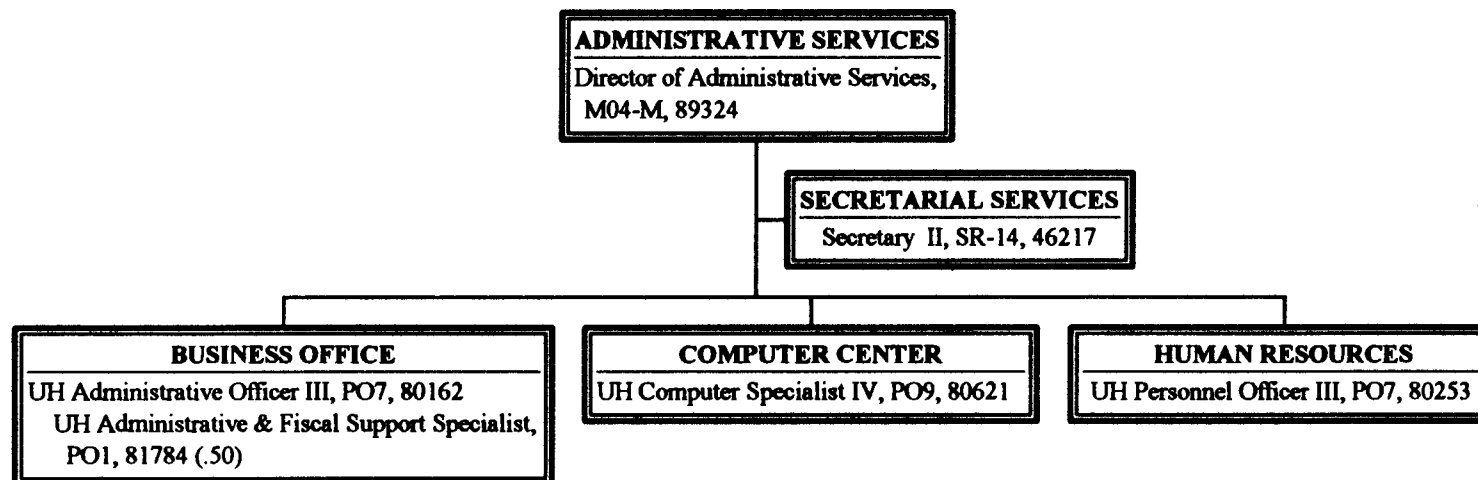 ADMINISTRATIVE SERVICES
Director of Administrative Services,
M04-M, 89324
SECRETARIAL SERVICES
Secretary II, SR-14, 46217
BUSINESS OFFICE
UH Administrative Officer III, PO7, 80162
UH Administrative & Fiscal Support Specialist,
PO1, 81784 (.50)
COMPUTER CENTER
UH Computer Specialist IV, PO9, 80621
HUMAN RESOURCES
UH Personnel Officer III, PO7, 80253